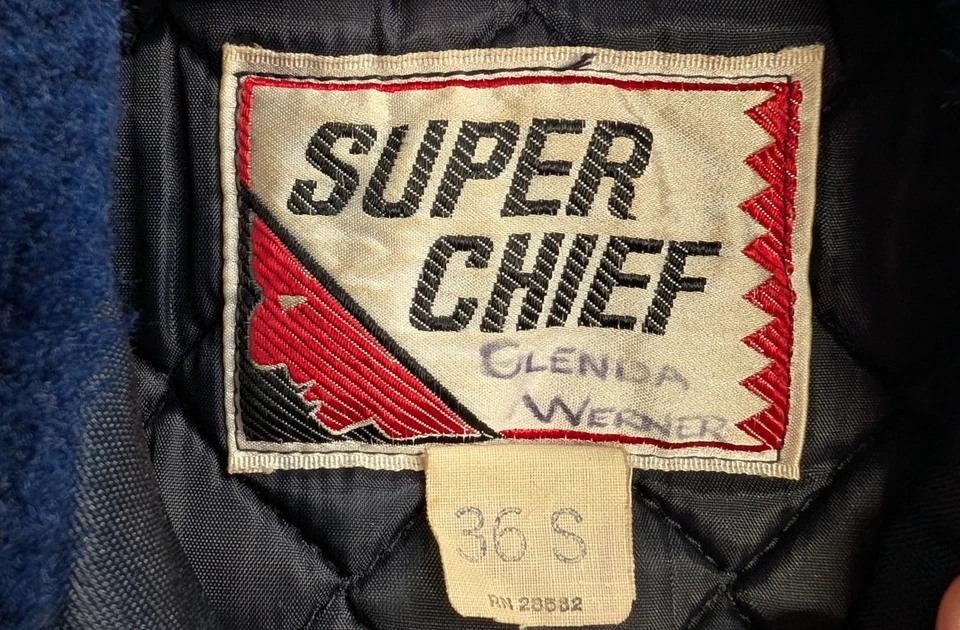 SUPER
CHIEF
GLENDA
WERNER
36 S
RN 28582